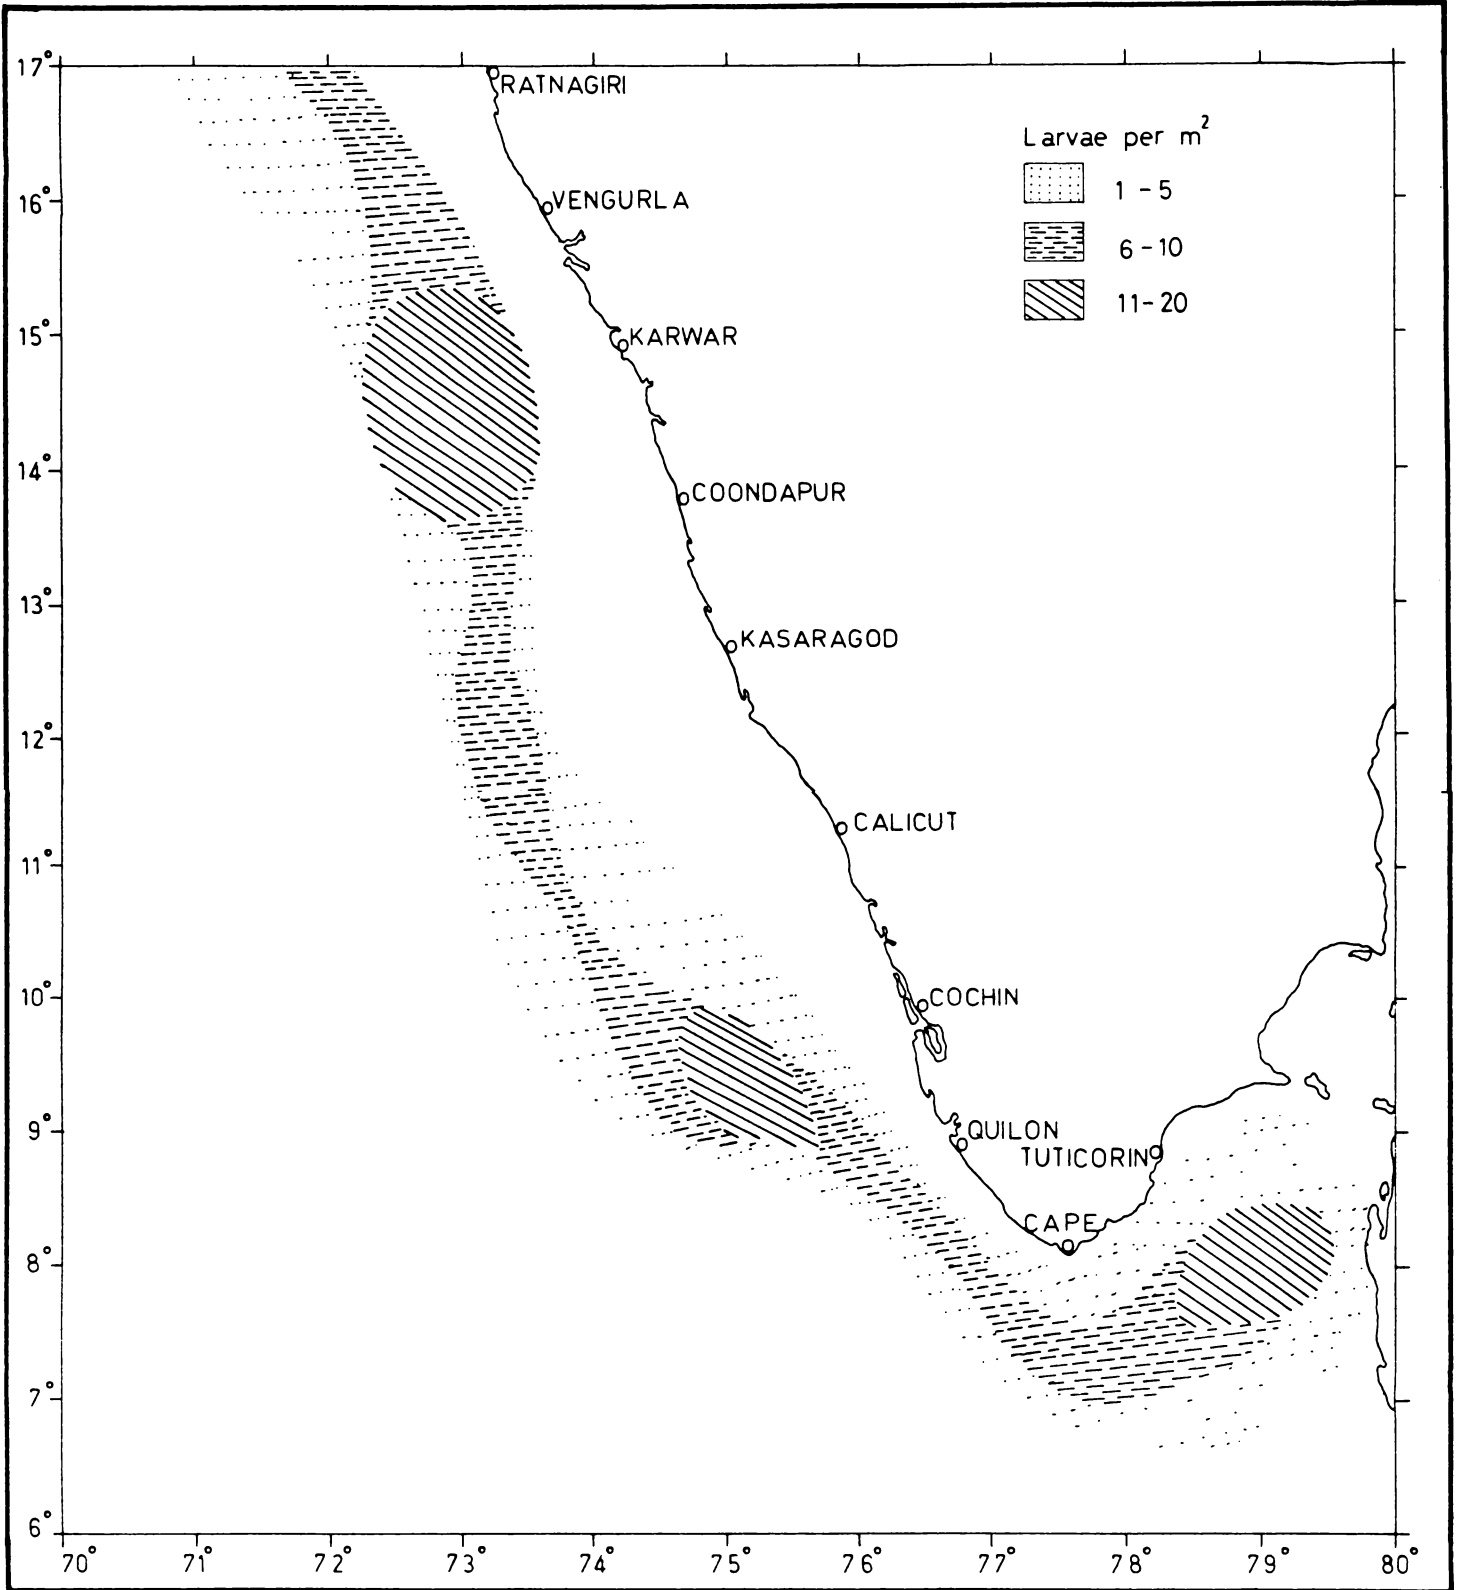 17°
RATNAGIRI
Larvae per m²
1 - 5
16°
VENGURLA
6 - 10
11 - 20
15°
KARWAR
14°
COONDAPUR
13°
KASARAGOD
12°
CALICUT
11°
10°
COCHIN
9°
QUILON
TUTICORIN
CAPE
8°
7°
6°
70° 71° 72° 73° 74° 75° 76° 77° 78° 79° 80°